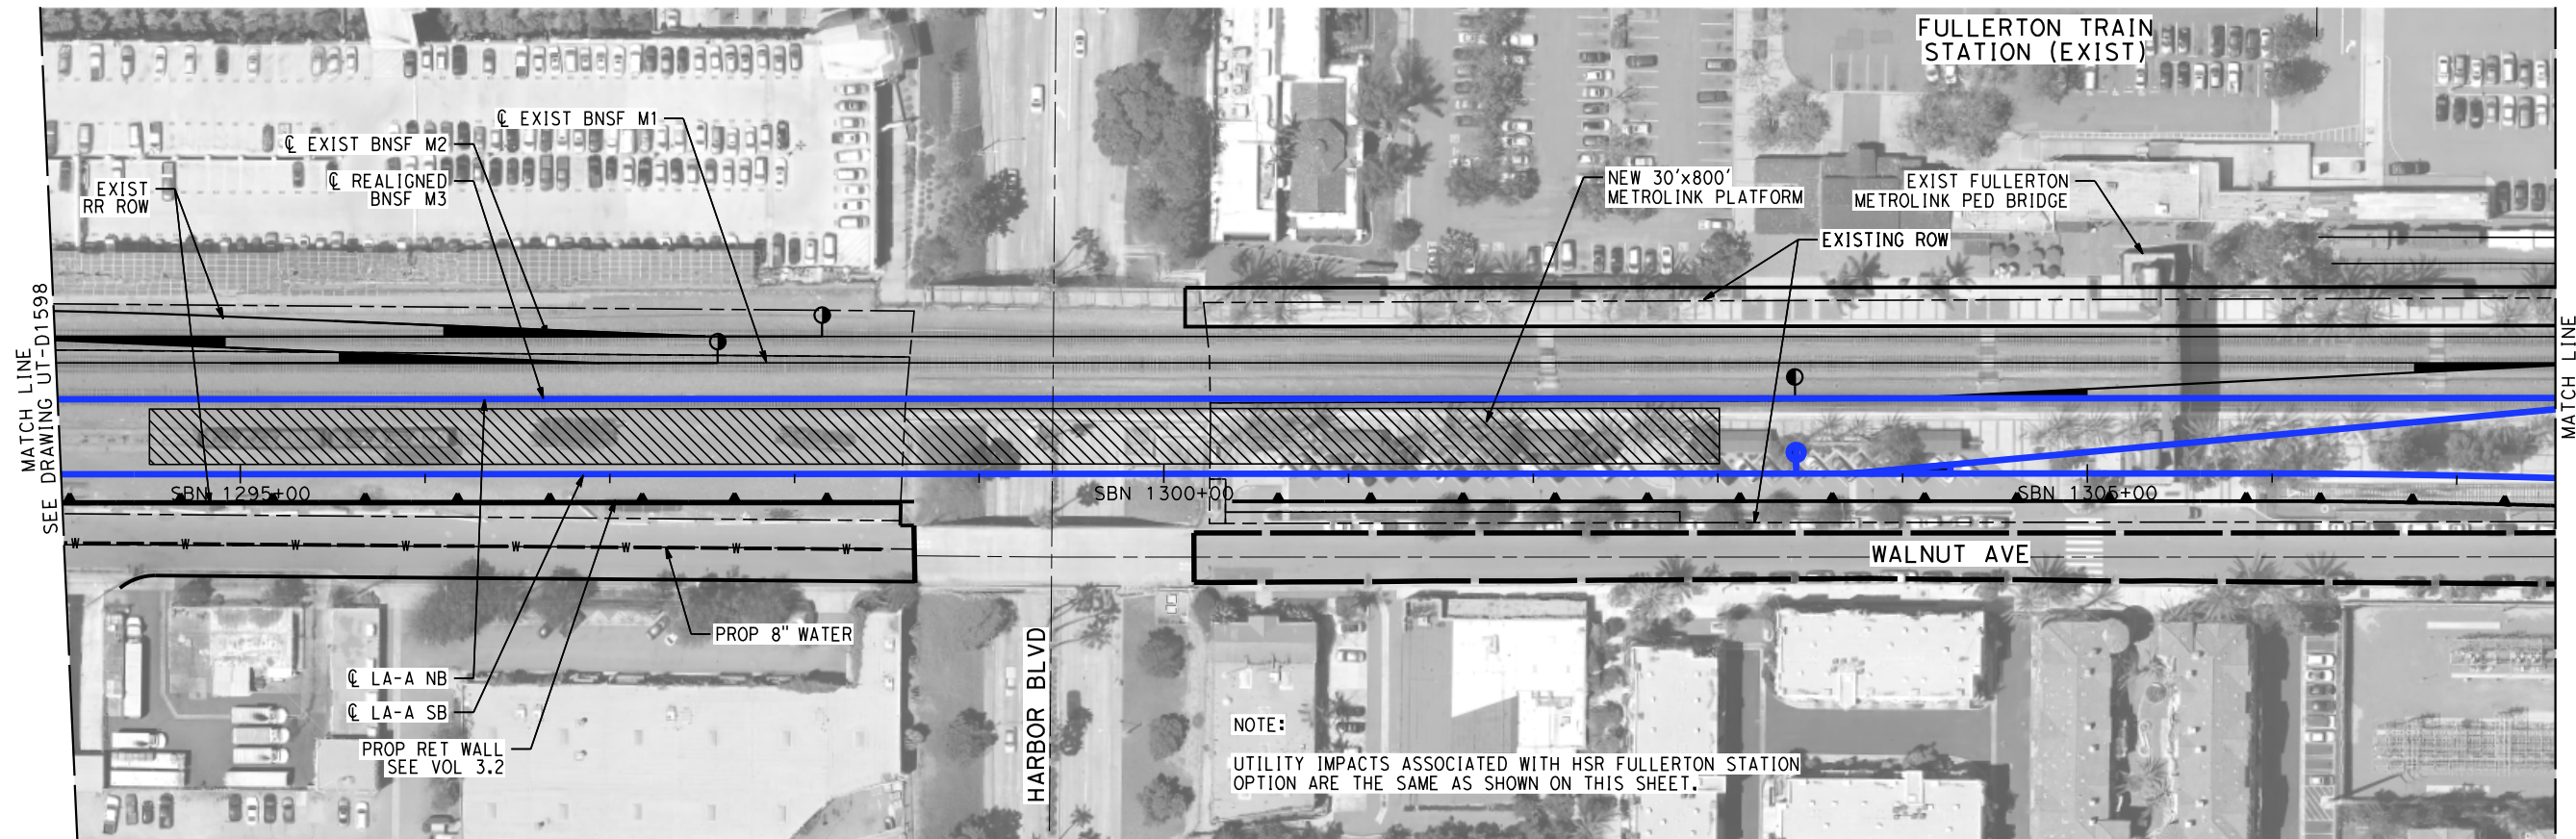 FULLERTON TRAIN
STATION (EXIST)
℄ EXIST BNSF M1
℄ EXIST BNSF M2
℄ REALIGNED
BNSF M3
EXIST
RR ROW
NEW 30'x800'
METROLINK PLATFORM
EXIST FULLERTON
METROLINK PED BRIDGE
EXISTING ROW
MATCH LINE
SEE DRAWING UT-D1598
MATCH LINE
SBN 1295+00
SBN 1300+00
SBN 1305+00
W W W W W W W W
WALNUT AVE
PROP 8" WATER
HARBOR BLVD
℄ LA-A NB
℄ LA-A SB
PROP RET WALL
SEE VOL 3.2
NOTE:
UTILITY IMPACTS ASSOCIATED WITH HSR FULLERTON STATION
OPTION ARE THE SAME AS SHOWN ON THIS SHEET.